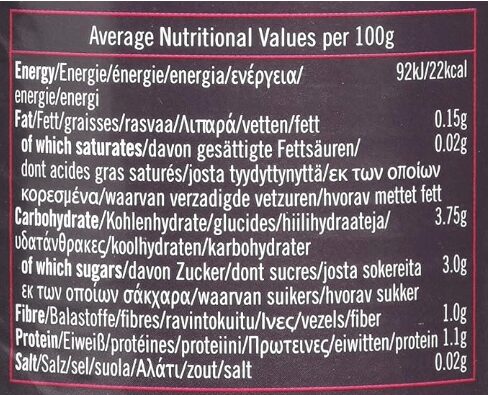 Average Nutritional Values per 100g
Energy/Energie/énergie/energia/ενέργεια/ 92kJ/22kcal
energie/energi
Fat/Fett/graisses/rasvaa/Λιπαρά/vetten/fett 0.15g
of which saturates/davon gesättigte Fettsäuren/ 0.02g
dont acides gras saturés/josta tyydyttynyttä/εκ των οποίων
κορεσμένα/waarvan verzadigde vetzuren/hvorav mettet fett
Carbohydrate/Kohlenhydrate/glucides/hiilihydraateja/ 3.75g
υδατάνθρακες/koolhydraten/karbohydrater
of which sugars/davon Zucker/dont sucres/josta sokereita 3.0g
εκ των οποίων σάκχαρα/waarvan suikers/hvorav sukker
Fibre/Balastoffe/fibres/ravintokuitu/Ινες/vezels/fiber 1.0g
Protein/Eiweiß/protéines/proteiini/Πρωτεινες/eiwitten/protein 1.1g
Salt/Salz/sel/suola/Αλάτι/zout/salt 0.02g